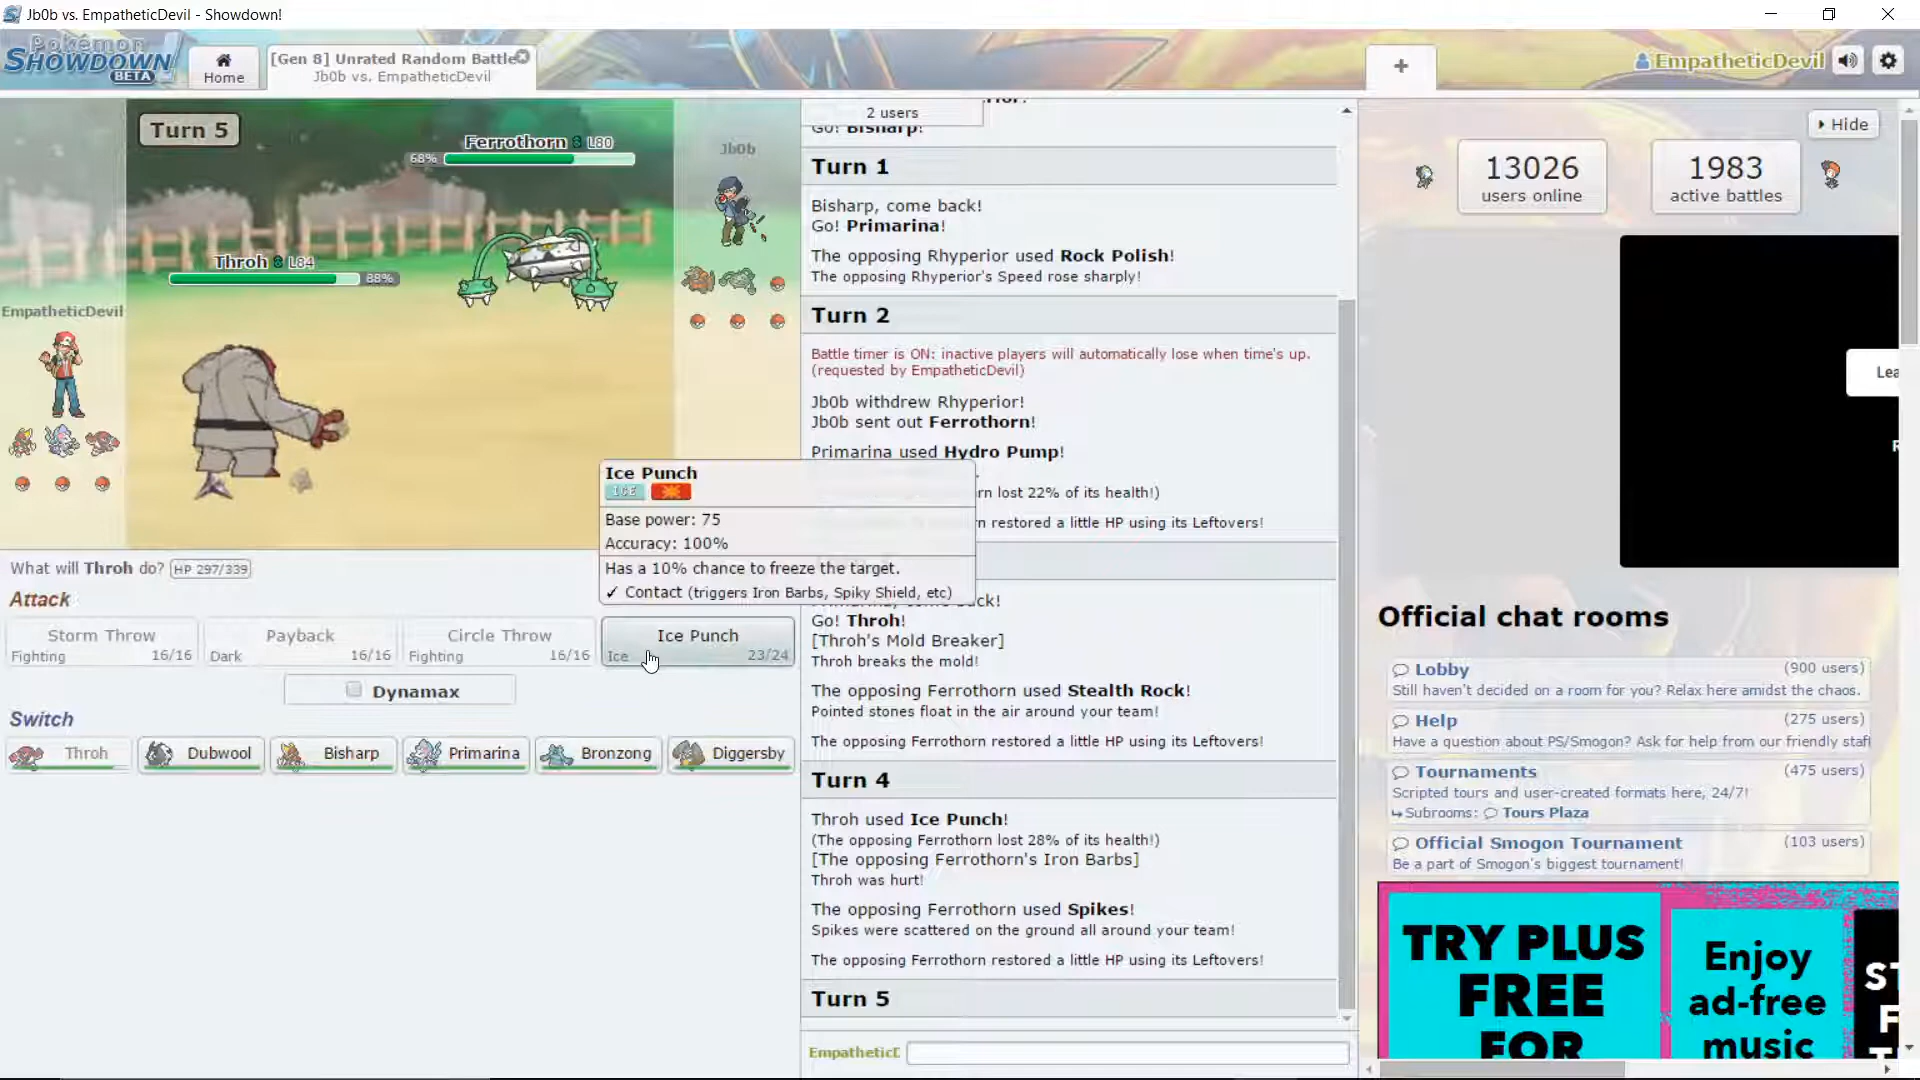 Jb0b vs. EmpatheticDevil - Showdown!
Pokémon
SHOWDOWN
BETA
Home
[Gen 8] Unrated Random Battle
Jb0b vs. EmpatheticDevil
+
EmpatheticDevil
Turn 5
Ferrothorn L80
68%
Throh L84
88%
Jb0b
EmpatheticDevil
What will Throh do? HP 297/339
Attack
Storm Throw
Fighting 16/16
Payback
Dark 16/16
Circle Throw
Fighting 16/16
Ice Punch
Ice 23/24
Dynamax
Switch
Throh
Dubwool
Bisharp
Primarina
Bronzong
Diggersby
Ice Punch
ICE
Base power: 75
Accuracy: 100%
Has a 10% chance to freeze the target.
✓ Contact (triggers Iron Barbs, Spiky Shield, etc)
2 users
Go! Bisharp!
Turn 1
Bisharp, come back!
Go! Primarina!
The opposing Rhyperior used Rock Polish!
The opposing Rhyperior's Speed rose sharply!
Turn 2
Battle timer is ON: inactive players will automatically lose when time's up.
(requested by EmpatheticDevil)
Jb0b withdrew Rhyperior!
Jb0b sent out Ferrothorn!
Primarina used Hydro Pump!
rn lost 22% of its health!)
n restored a little HP using its Leftovers!
back!
Go! Throh!
[Throh's Mold Breaker]
Throh breaks the mold!
The opposing Ferrothorn used Stealth Rock!
Pointed stones float in the air around your team!
The opposing Ferrothorn restored a little HP using its Leftovers!
Turn 4
Throh used Ice Punch!
(The opposing Ferrothorn lost 28% of its health!)
[The opposing Ferrothorn's Iron Barbs]
Throh was hurt!
The opposing Ferrothorn used Spikes!
Spikes were scattered on the ground all around your team!
The opposing Ferrothorn restored a little HP using its Leftovers!
Turn 5
EmpatheticD
Hide
13026
users online
1983
active battles
Lea
Official chat rooms
Lobby (900 users)
Still haven't decided on a room for you? Relax here amidst the chaos.
Help (275 users)
Have a question about PS/Smogon? Ask for help from our friendly staf
Tournaments (475 users)
Scripted tours and user-created formats here, 24/7!
↳Subrooms: Tours Plaza
Official Smogon Tournament (103 users)
Be a part of Smogon's biggest tournament!
TRY PLUS
FREE
FOR
Enjoy
ad-free
music
ST
F